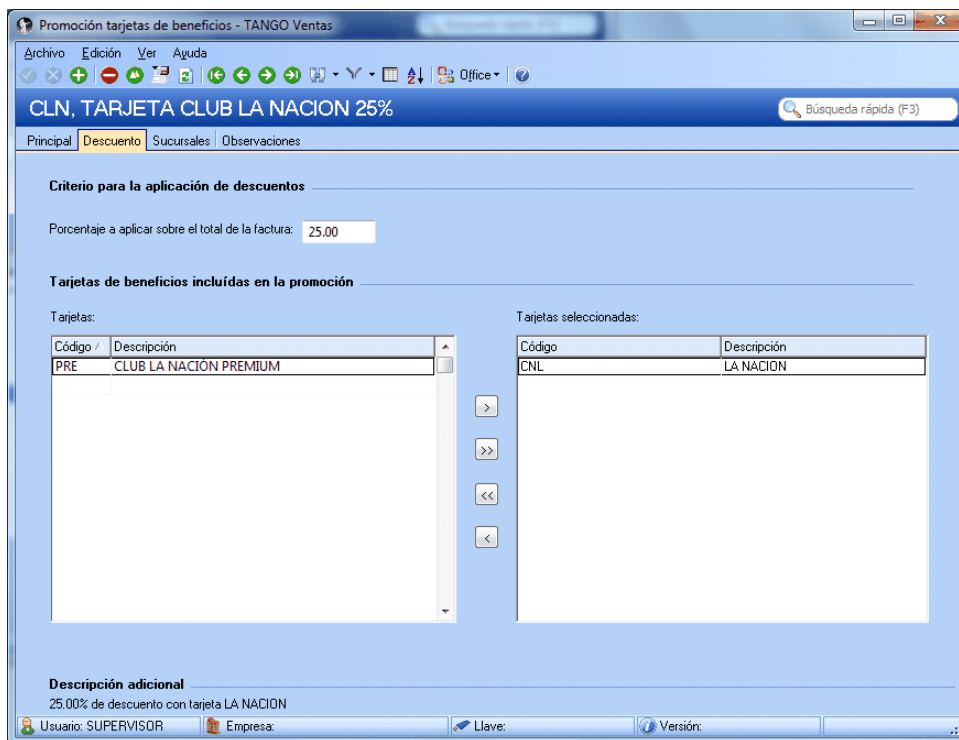 Promoción tarjetas de beneficios - TANGO Ventas
Archivo Edición Ver Ayuda
Office
CLN, TARJETA CLUB LA NACION 25%
Búsqueda rápida (F3)
Principal Descuento Sucursales Observaciones
Criterio para la aplicación de descuentos
Porcentaje a aplicar sobre el total de la factura: 25.00
Tarjetas de beneficios incluídas en la promoción
Tarjetas: Tarjetas seleccionadas:
Código Descripción Código Descripción
PRE CLUB LA NACIÓN PREMIUM CNL LA NACION
>
>>
<<
<
Descripción adicional
25.00% de descuento con tarjeta LA NACION
Usuario: SUPERVISOR Empresa: Llave: Versión: